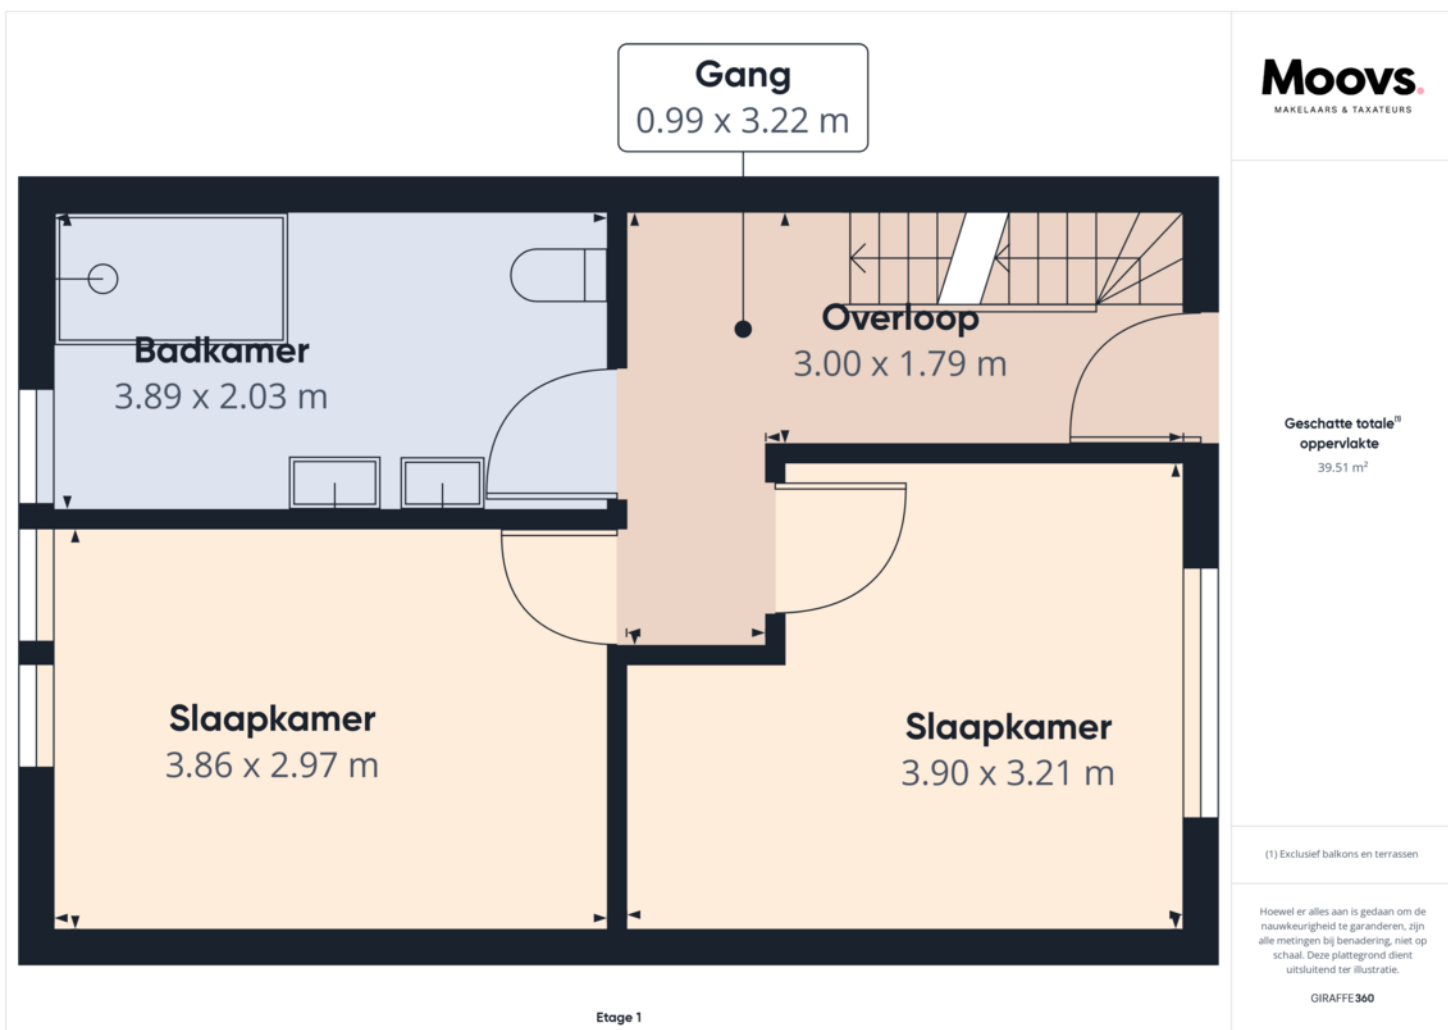 Gang
0.99 x 3.22 m
Badkamer
3.89 x 2.03 m
Overloop
3.00 x 1.79 m
Slaapkamer
3.86 x 2.97 m
Slaapkamer
3.90 x 3.21 m
Etage 1
Moovs.
MAKELAARS & TAXATEURS
Geschatte totale⁽¹⁾
oppervlakte
39.51 m²
(1) Exclusief balkons en terrassen
Hoewel er alles aan is gedaan om de
nauwkeurigheid te garanderen, zijn
alle metingen bij benadering, niet op
schaal. Deze plattegrond dient
uitsluitend ter illustratie.
GIRAFFE360